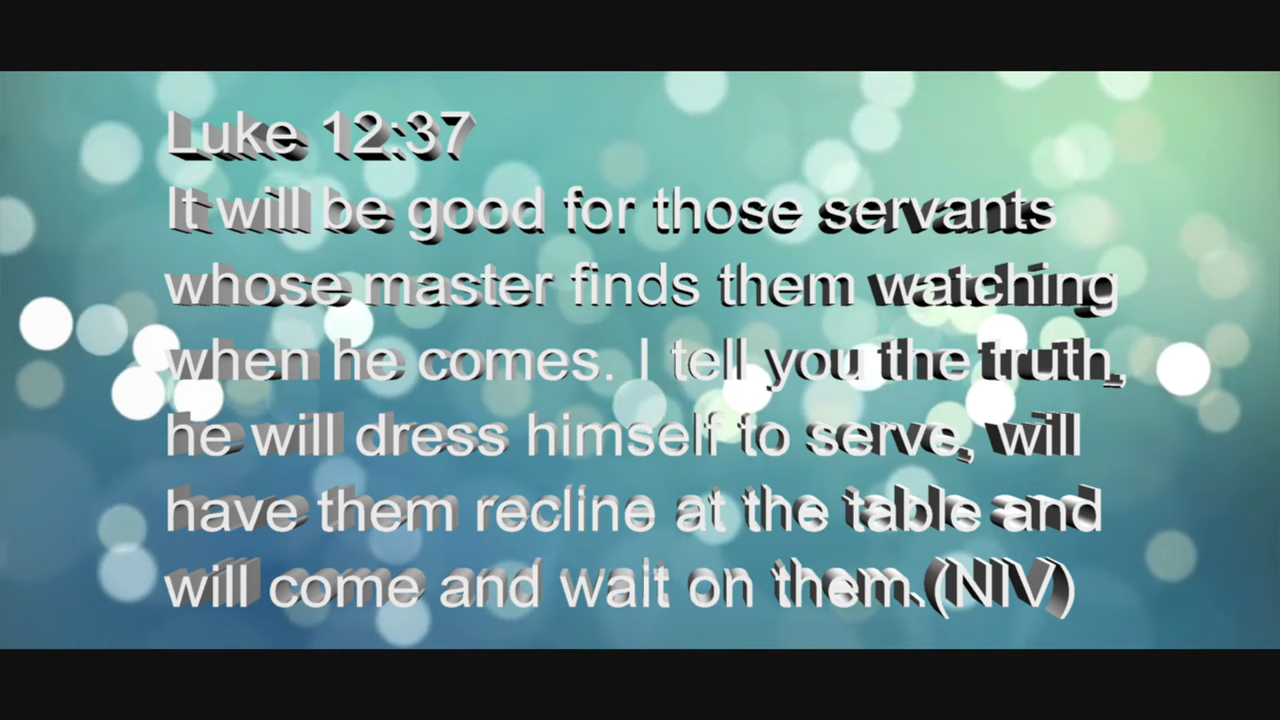 Luke 12:37
It will be good for those servants
whose master finds them watching
when he comes. I tell you the truth,
he will dress himself to serve, will
have them recline at the table and
will come and wait on them.(NIV)